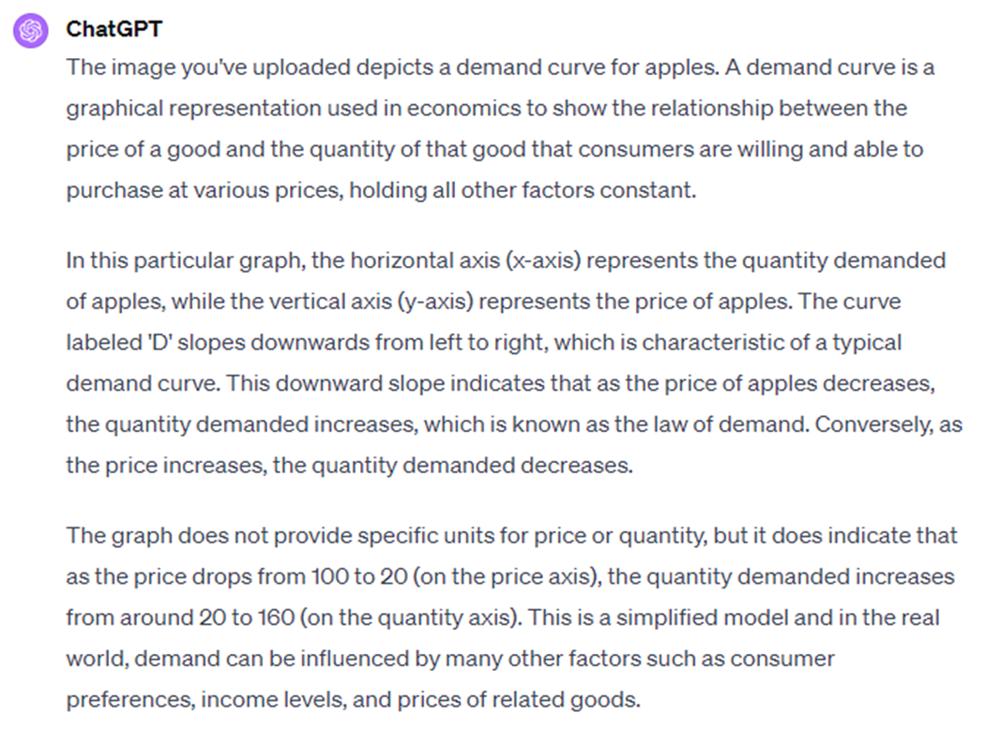 ChatGPT
The image you've uploaded depicts a demand curve for apples. A demand curve is a
graphical representation used in economics to show the relationship between the
price of a good and the quantity of that good that consumers are willing and able to
purchase at various prices, holding all other factors constant.
In this particular graph, the horizontal axis (x-axis) represents the quantity demanded
of apples, while the vertical axis (y-axis) represents the price of apples. The curve
labeled 'D' slopes downwards from left to right, which is characteristic of a typical
demand curve. This downward slope indicates that as the price of apples decreases,
the quantity demanded increases, which is known as the law of demand. Conversely, as
the price increases, the quantity demanded decreases.
The graph does not provide specific units for price or quantity, but it does indicate that
as the price drops from 100 to 20 (on the price axis), the quantity demanded increases
from around 20 to 160 (on the quantity axis). This is a simplified model and in the real
world, demand can be influenced by many other factors such as consumer
preferences, income levels, and prices of related goods.